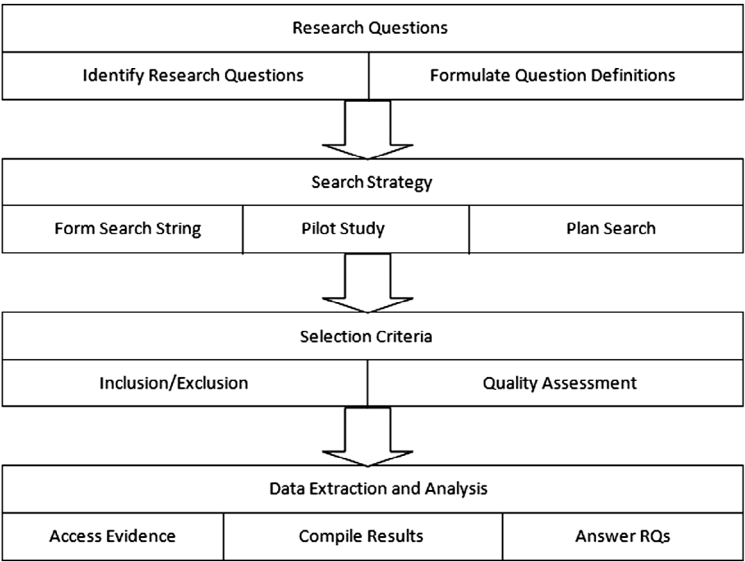 Research Questions
Identify Research Questions
Formulate Question Definitions
Search Strategy
Form Search String
Pilot Study
Plan Search
Selection Criteria
Inclusion/Exclusion
Quality Assessment
Data Extraction and Analysis
Access Evidence
Compile Results
Answer RQs